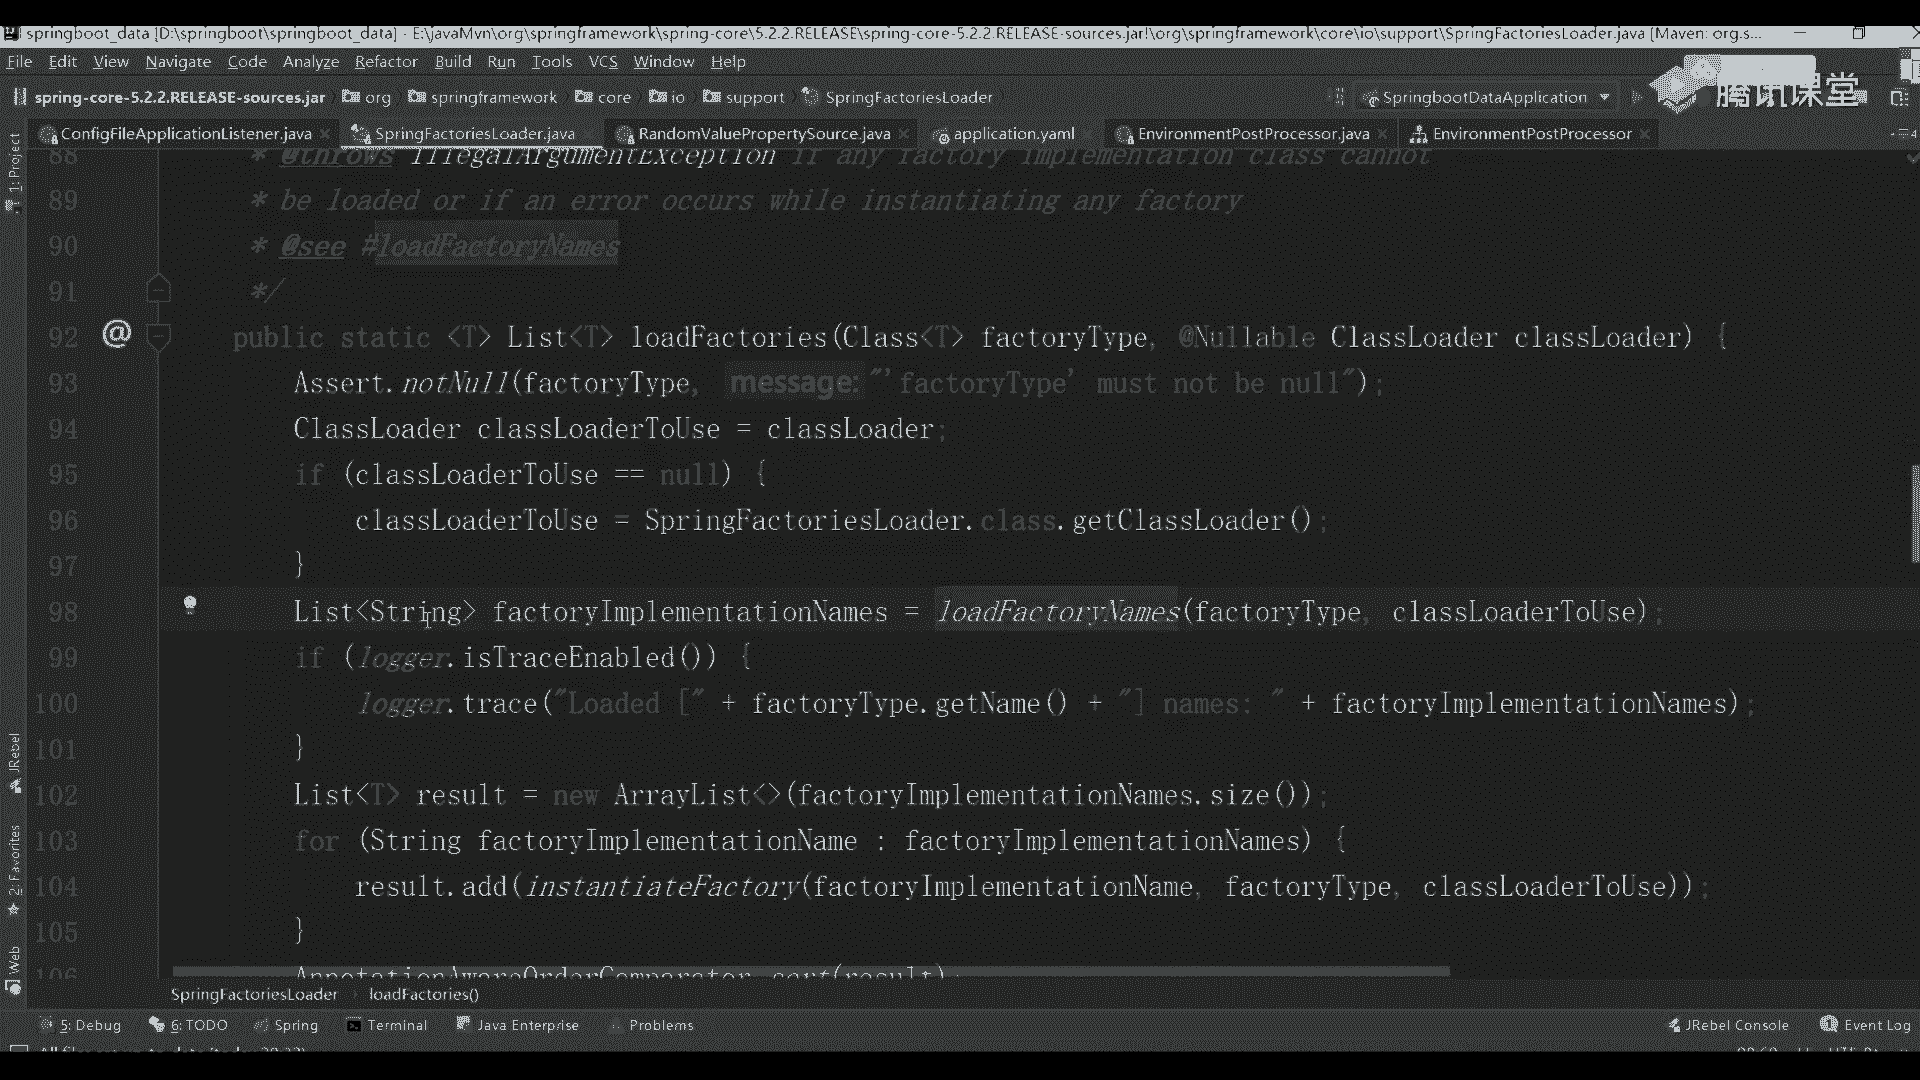 springboot_data [D:\springboot\springboot_data] - E:\javaMvn\org\springframework\spring-core\5.2.2.RELEASE\spring-core-5.2.2.RELEASE-sources.jar!\org\springframework\core\io\support\SpringFactoriesLoader.java [Maven: org.s...
File Edit View Navigate Code Analyze Refactor Build Run Tools VCS Window Help
腾讯课堂
spring-core-5.2.2.RELEASE-sources.jar org springframework core io support SpringFactoriesLoader SpringbootDataApplication
ConfigFileApplicationListener.java SpringFactoriesLoader.java RandomValuePropertySource.java application.yaml EnvironmentPostProcessor.java EnvironmentPostProcessor
1: Project
88 * @throws IllegalArgumentException if any factory implementation class cannot
89 * be loaded or if an error occurs while instantiating any factory
90 * @see #loadFactoryNames
91 */
92 @ public static <T> List<T> loadFactories(Class<T> factoryType, @Nullable ClassLoader classLoader) {
93 Assert.notNull(factoryType, message: "'factoryType' must not be null");
94 ClassLoader classLoaderToUse = classLoader;
95 if (classLoaderToUse == null) {
96 classLoaderToUse = SpringFactoriesLoader.class.getClassLoader();
97 }
98 List<String> factoryImplementationNames = loadFactoryNames(factoryType, classLoaderToUse);
99 if (logger.isTraceEnabled()) {
100 logger.trace("Loaded [" + factoryType.getName() + "] names: " + factoryImplementationNames);
101 }
102 List<T> result = new ArrayList<>(factoryImplementationNames.size());
103 for (String factoryImplementationName : factoryImplementationNames) {
104 result.add(instantiateFactory(factoryImplementationName, factoryType, classLoaderToUse));
105 }
106 AnnotationAwareOrderComparator.sort(result);
JRebel
2: Favorites
Web
SpringFactoriesLoader loadFactories()
5: Debug 6: TODO Spring Terminal Java Enterprise Problems JRebel Console Event Log